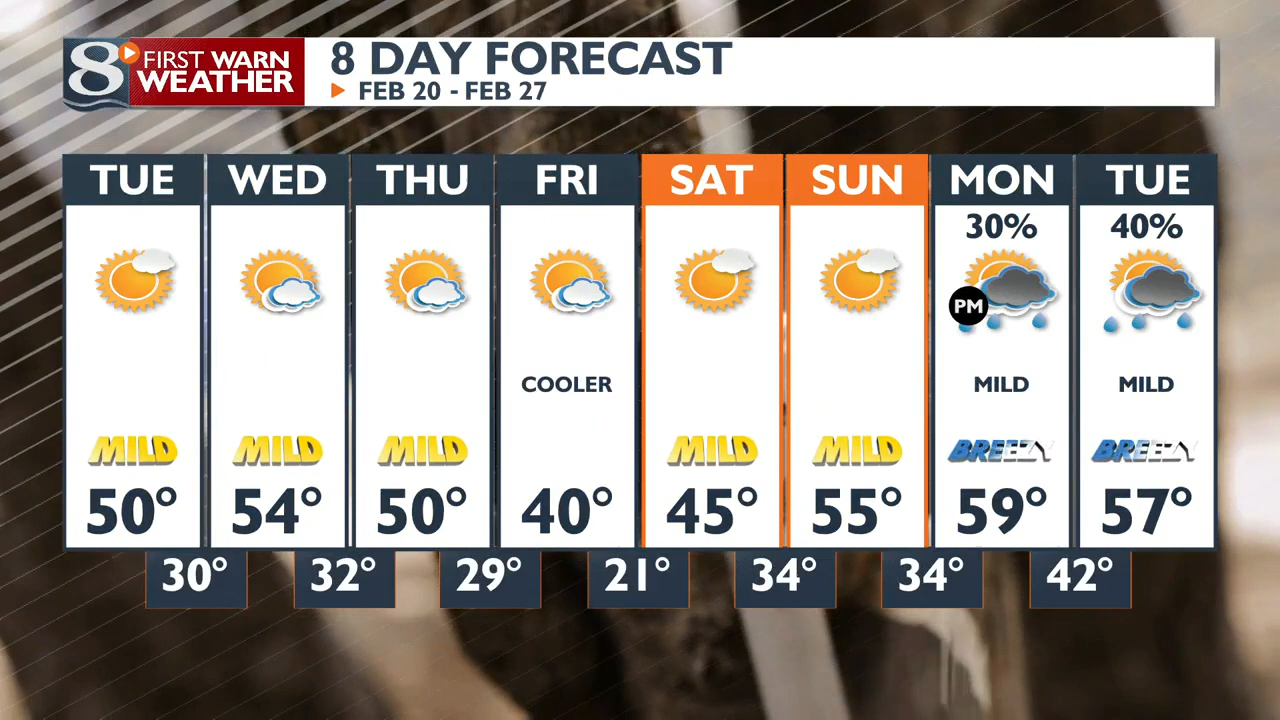 8 FIRST WARN
WEATHER
8 DAY FORECAST
FEB 20 - FEB 27
TUE WED THU FRI SAT SUN MON TUE
30% 40%
PM
COOLER MILD MILD
MILD MILD MILD MILD MILD BREEZY BREEZY
50° 54° 50° 40° 45° 55° 59° 57°
30° 32° 29° 21° 34° 34° 42°